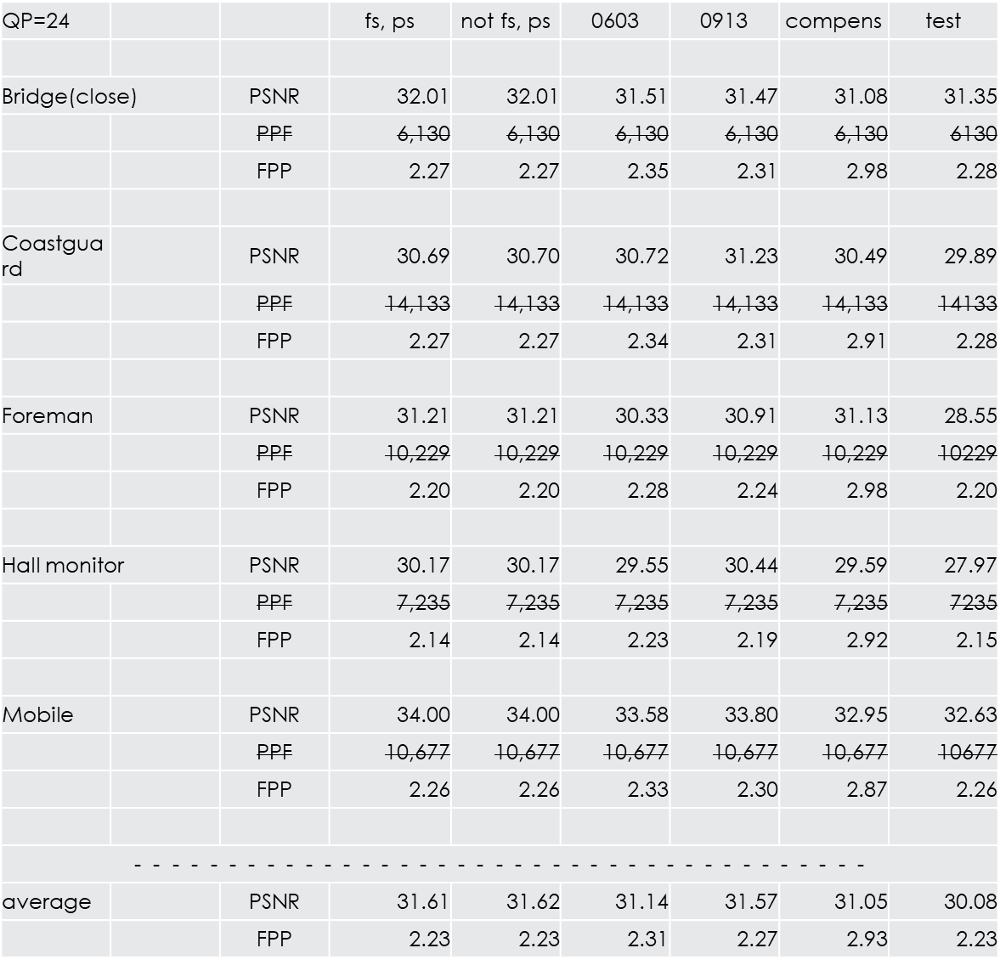 QP=24 fs, ps not fs, ps 0603 0913 compens test
Bridge(close) PSNR 32.01 32.01 31.51 31.47 31.08 31.35
PPF 6,130 6,130 6,130 6,130 6,130 6130
FPP 2.27 2.27 2.35 2.31 2.98 2.28
Coastgua
rd PSNR 30.69 30.70 30.72 31.23 30.49 29.89
PPF 14,133 14,133 14,133 14,133 14,133 14133
FPP 2.27 2.27 2.34 2.31 2.91 2.28
Foreman PSNR 31.21 31.21 30.33 30.91 31.13 28.55
PPF 10,229 10,229 10,229 10,229 10,229 10229
FPP 2.20 2.20 2.28 2.24 2.98 2.20
Hall monitor PSNR 30.17 30.17 29.55 30.44 29.59 27.97
PPF 7,235 7,235 7,235 7,235 7,235 7235
FPP 2.14 2.14 2.23 2.19 2.92 2.15
Mobile PSNR 34.00 34.00 33.58 33.80 32.95 32.63
PPF 10,677 10,677 10,677 10,677 10,677 10677
FPP 2.26 2.26 2.33 2.30 2.87 2.26
- - - - - - - - - - - - - - - - - - - - - - - - - - - - - - - - - - - - - - -
average PSNR 31.61 31.62 31.14 31.57 31.05 30.08
FPP 2.23 2.23 2.31 2.27 2.93 2.23